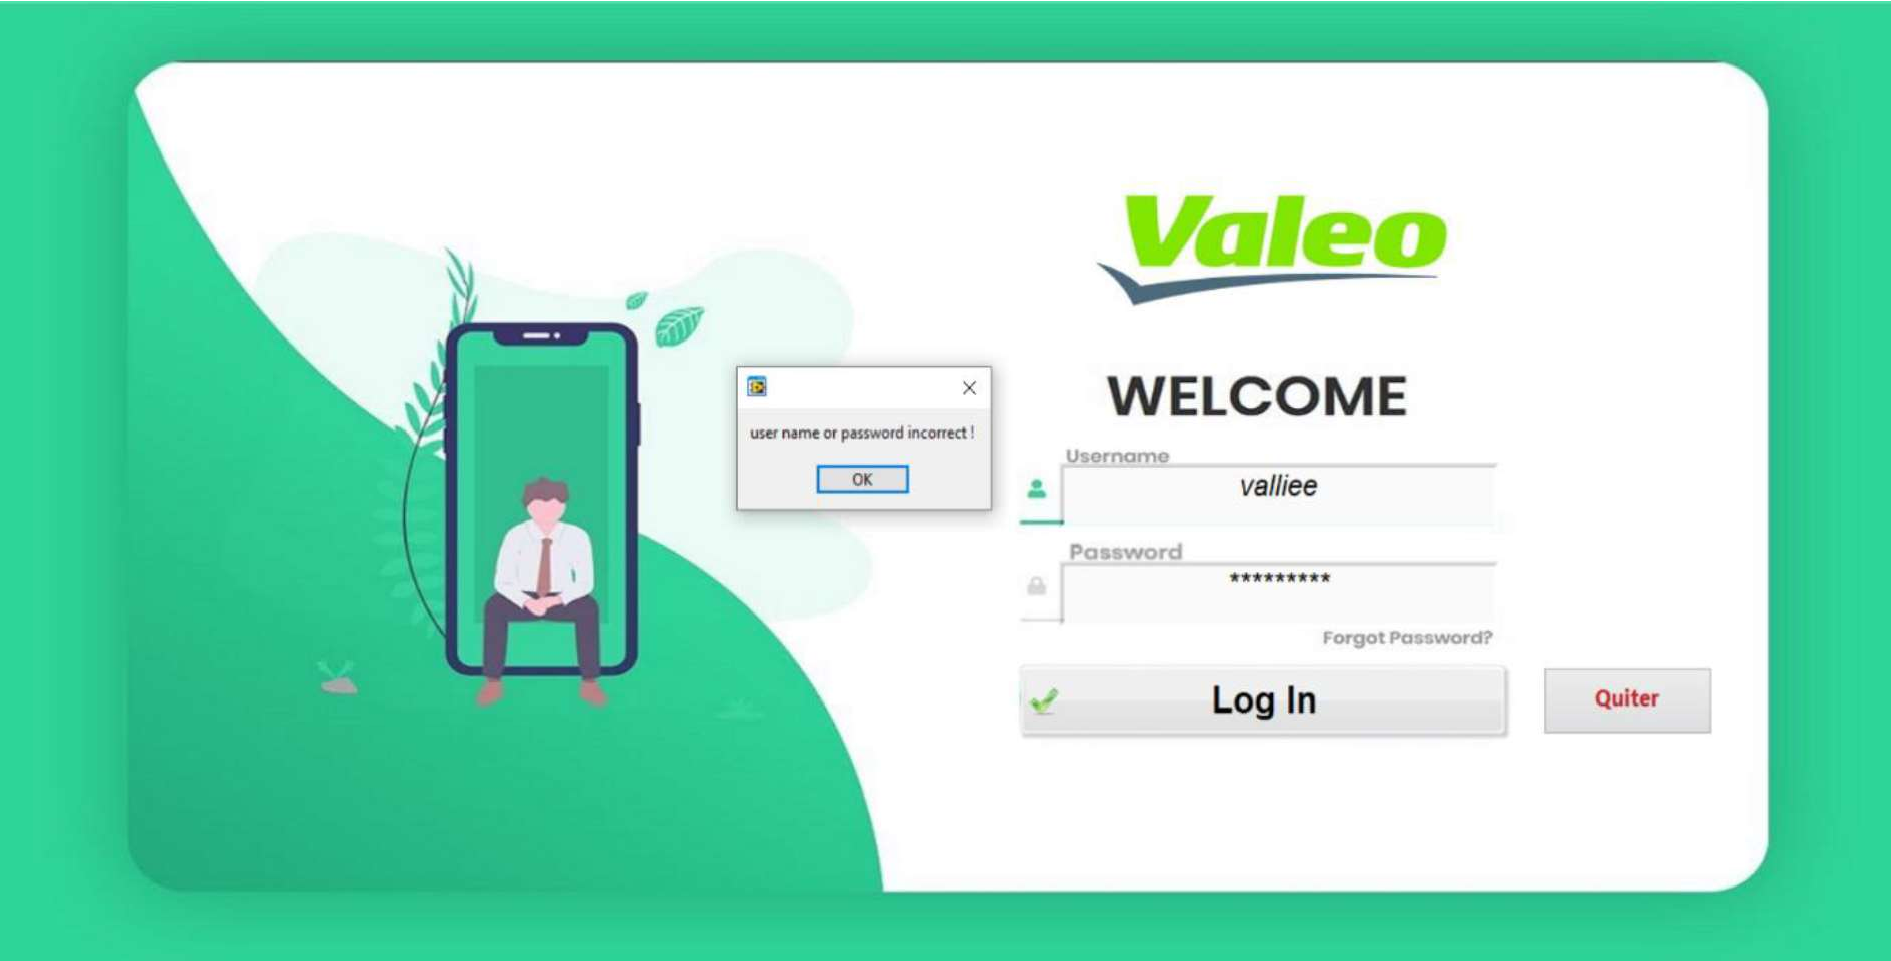 Valeo
WELCOME
user name or password incorrect !
OK
Username
valliee
Password
*********
Forgot Password?
Log In
Quiter